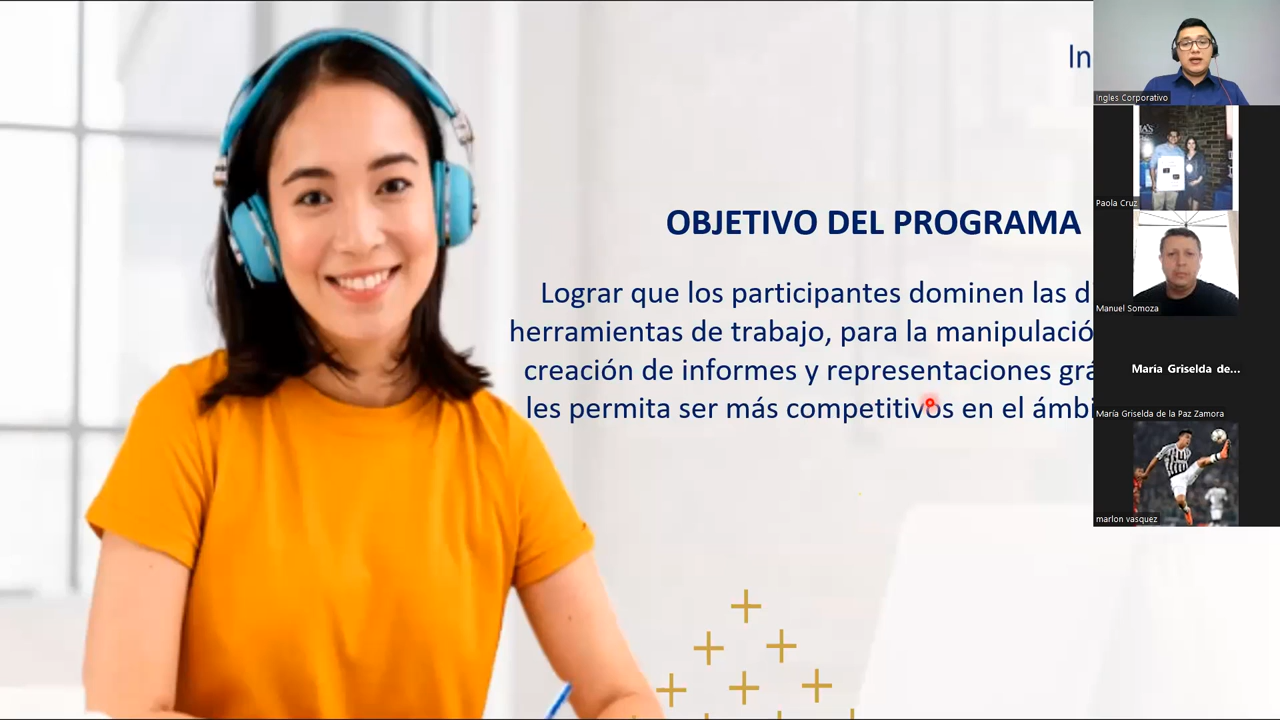 In
OBJETIVO DEL PROGRAMA
Lograr que los participantes dominen las d
herramientas de trabajo, para la manipulació
creación de informes y representaciones grá
les permita ser más competitivos en el ámbi
Ingles Corporativo
Paola Cruz
Manuel Somoza
María Griselda de...
María Griselda de la Paz Zamora
marlon vasquez